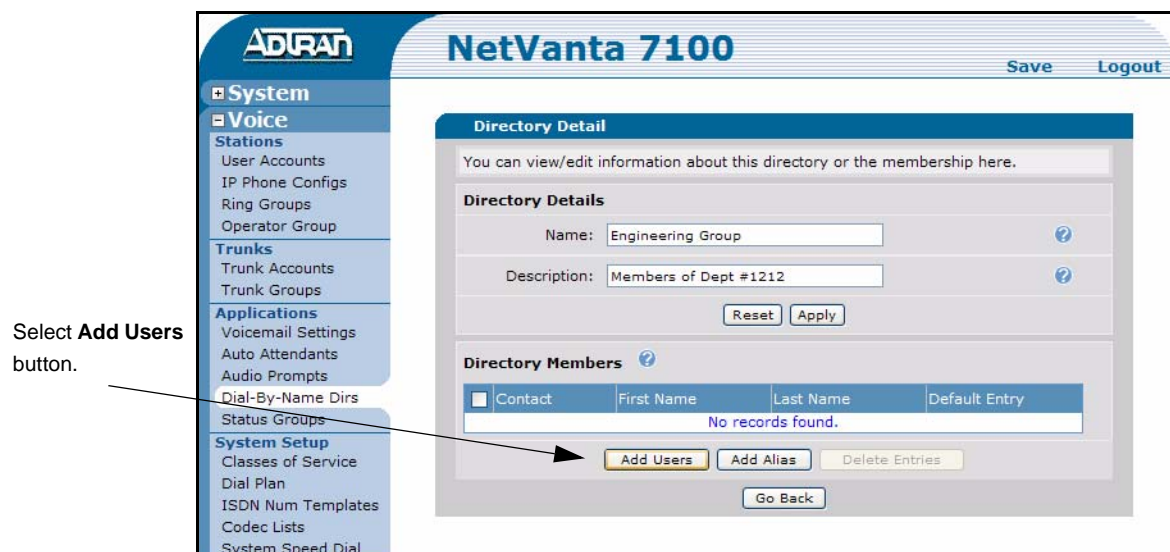 ADTRAN
NetVanta 7100
Save Logout
System
Voice
Stations
User Accounts
IP Phone Configs
Ring Groups
Operator Group
Trunks
Trunk Accounts
Trunk Groups
Applications
Voicemail Settings
Auto Attendants
Audio Prompts
Dial-By-Name Dirs
Status Groups
System Setup
Classes of Service
Dial Plan
ISDN Num Templates
Codec Lists
System Speed Dial
Select Add Users
button.
Directory Detail
You can view/edit information about this directory or the membership here.
Directory Details
Name: Engineering Group
Description: Members of Dept #1212
Reset Apply
Directory Members
Contact First Name Last Name Default Entry
No records found.
Add Users Add Alias Delete Entries
Go Back